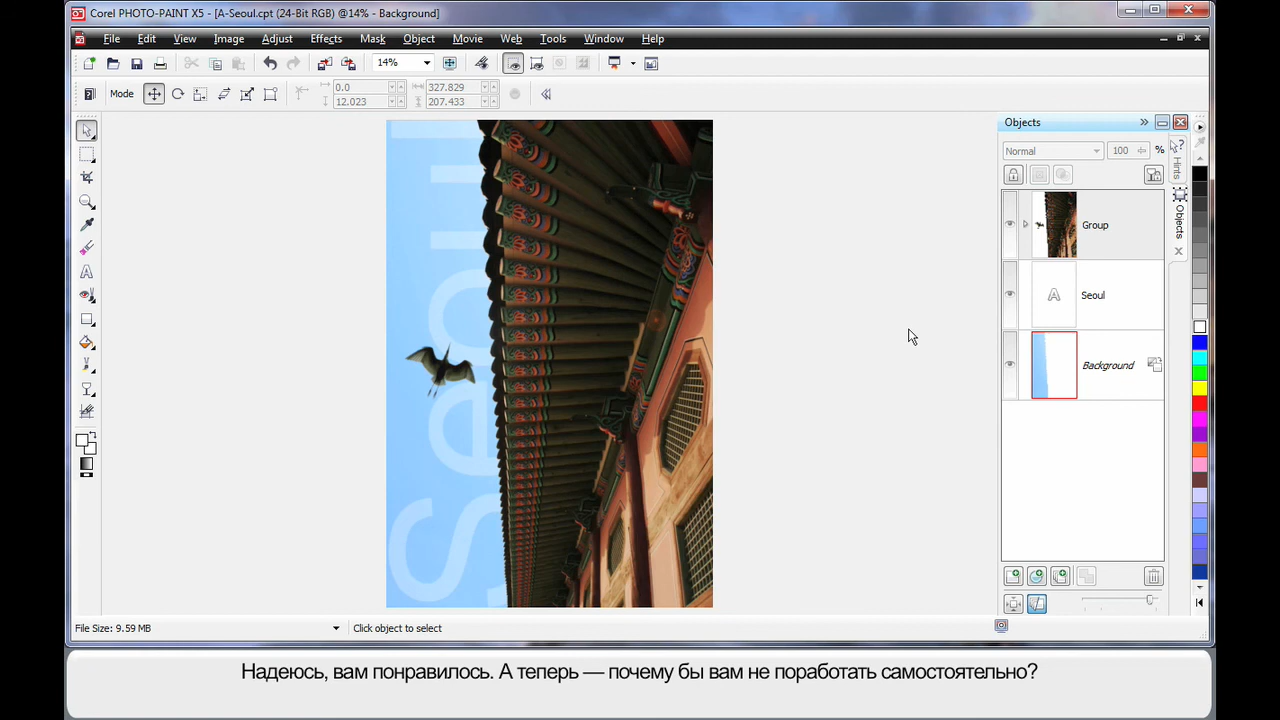 Corel PHOTO-PAINT X5 - [A-Seoul.cpt (24-Bit RGB) @14% - Background]
File Edit View Image Adjust Effects Mask Object Movie Web Tools Window Help
14%
Mode
0.0
12.023
327.829
207.433
Seoul
Objects
Normal
100
%
Hints
Objects
Group
A
Seoul
Background
File Size: 9.59 MB
Click object to select
Надеюсь, вам понравилось. А теперь — почему бы вам не поработать самостоятельно?